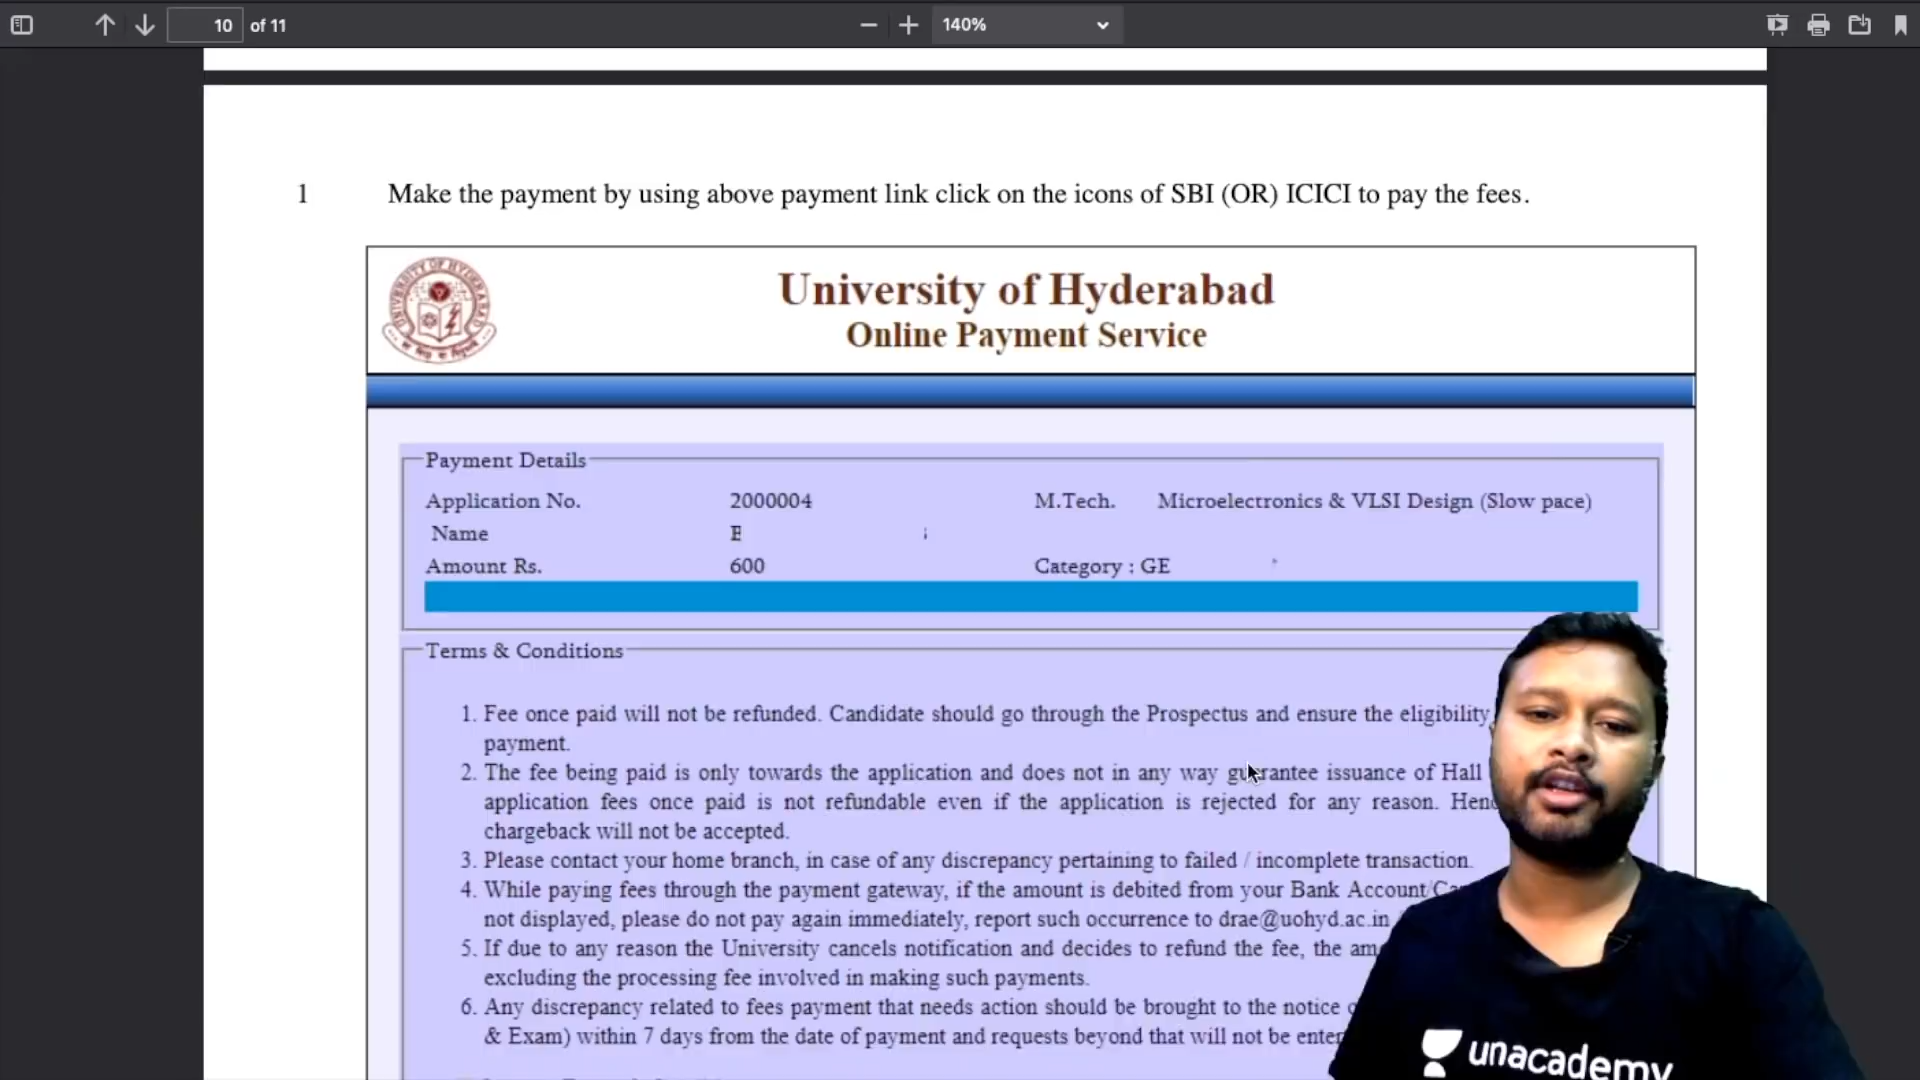 10 of 11
140%
1 Make the payment by using above payment link click on the icons of SBI (OR) ICICI to pay the fees.
UNIVERSITY OF HYDERABAD
University of Hyderabad
Online Payment Service
Payment Details
Application No. 2000004 M.Tech. Microelectronics & VLSI Design (Slow pace)
Name
Amount Rs. 600 Category : GE
Terms & Conditions
1. Fee once paid will not be refunded. Candidate should go through the Prospectus and ensure the eligibility
payment.
2. The fee being paid is only towards the application and does not in any way guarantee issuance of Hall
application fees once paid is not refundable even if the application is rejected for any reason.
chargeback will not be accepted.
3. Please contact your home branch, in case of any discrepancy pertaining to failed / incomplete transaction.
4. While paying fees through the payment gateway, if the amount is debited from your Bank Account/
not displayed, please do not pay again immediately, report such occurrence to drae@uohyd.ac.in
5. If due to any reason the University cancels notification and decides to refund the fee, the
excluding the processing fee involved in making such payments.
6. Any discrepancy related to fees payment that needs action should be brought to the notice
& Exam) within 7 days from the date of payment and requests beyond that will not be
unacademy